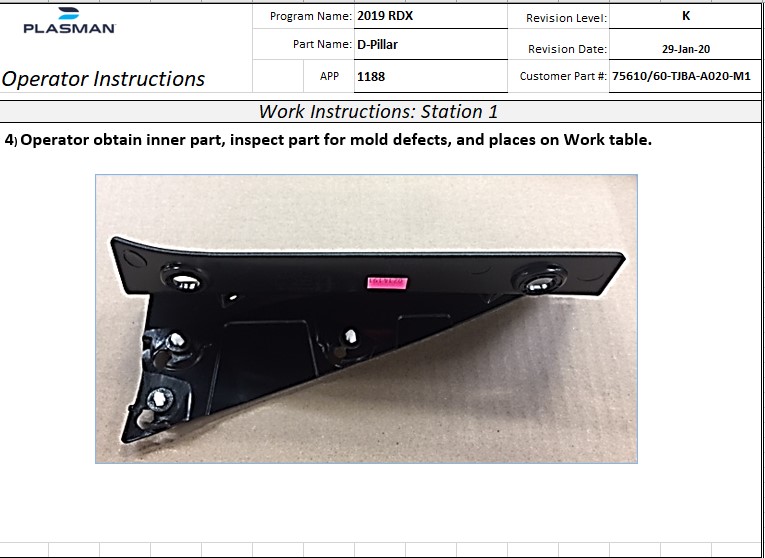 PLASMAN
Program Name: 2019 RDX
Revision Level: K
Part Name: D-Pillar
Revision Date: 29-Jan-20
Operator Instructions
APP 1188
Customer Part #: 75610/60-TJBA-A020-M1
Work Instructions: Station 1
4) Operator obtain inner part, inspect part for mold defects, and places on Work table.